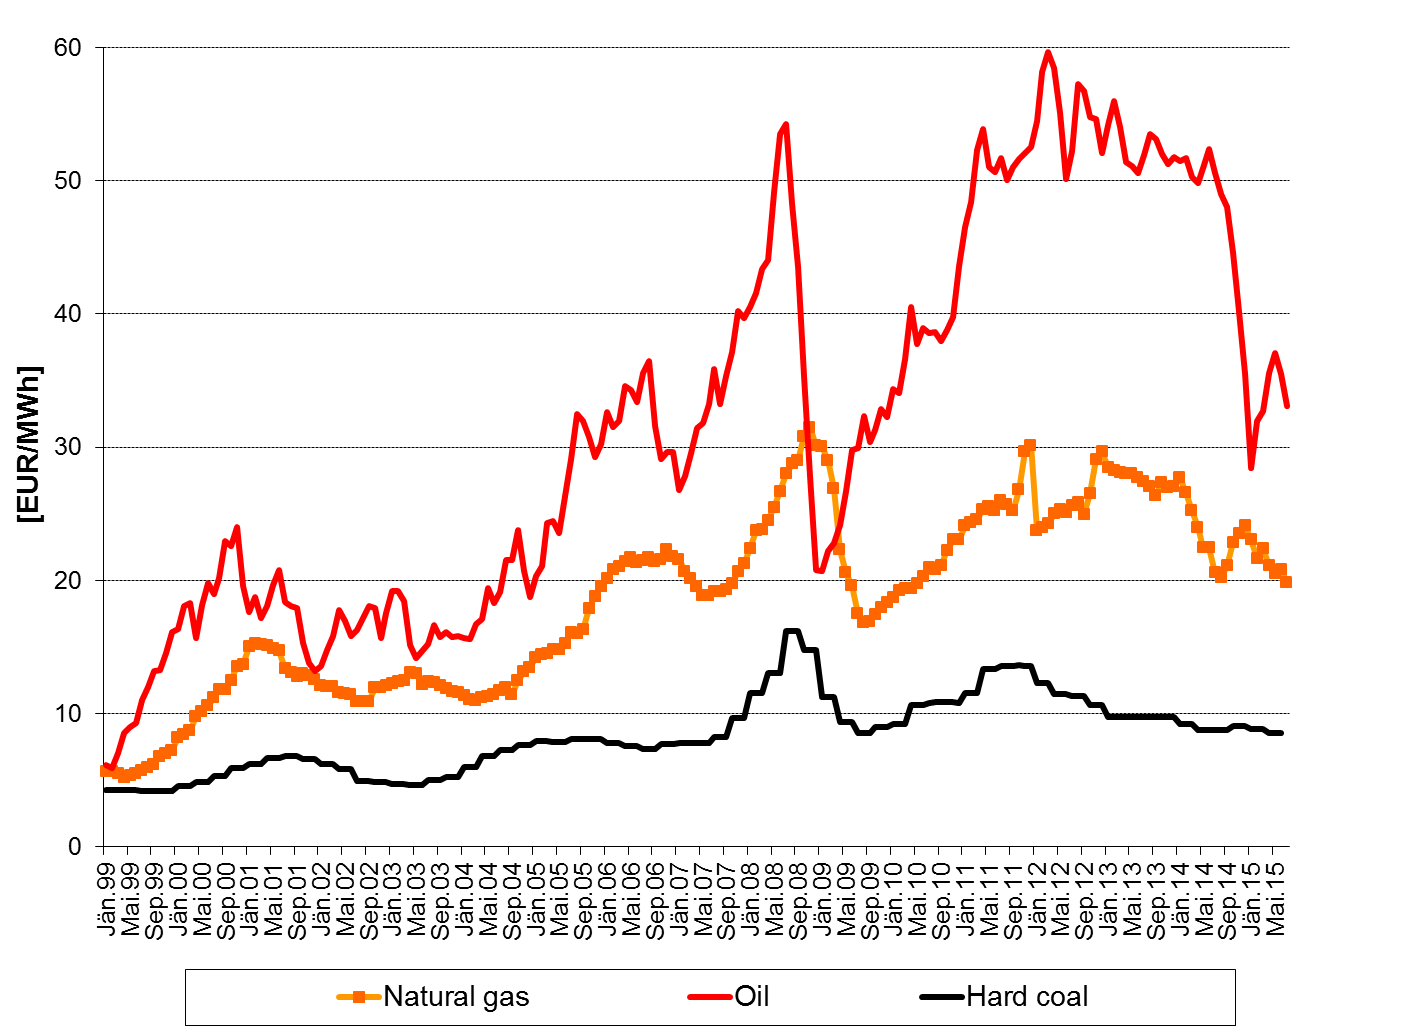 60
50
40
30
20
10
0
[EUR/MWh]
Jän.99
Mai.99
Sep.99
Jän.00
Mai.00
Sep.00
Jän.01
Mai.01
Sep.01
Jän.02
Mai.02
Sep.02
Jän.03
Mai.03
Sep.03
Jän.04
Mai.04
Sep.04
Jän.05
Mai.05
Sep.05
Jän.06
Mai.06
Sep.06
Jän.07
Mai.07
Sep.07
Jän.08
Mai.08
Sep.08
Jän.09
Mai.09
Sep.09
Jän.10
Mai.10
Sep.10
Jän.11
Mai.11
Sep.11
Jän.12
Mai.12
Sep.12
Jän.13
Mai.13
Sep.13
Jän.14
Mai.14
Sep.14
Jän.15
Mai.15
Natural gas
Oil
Hard coal